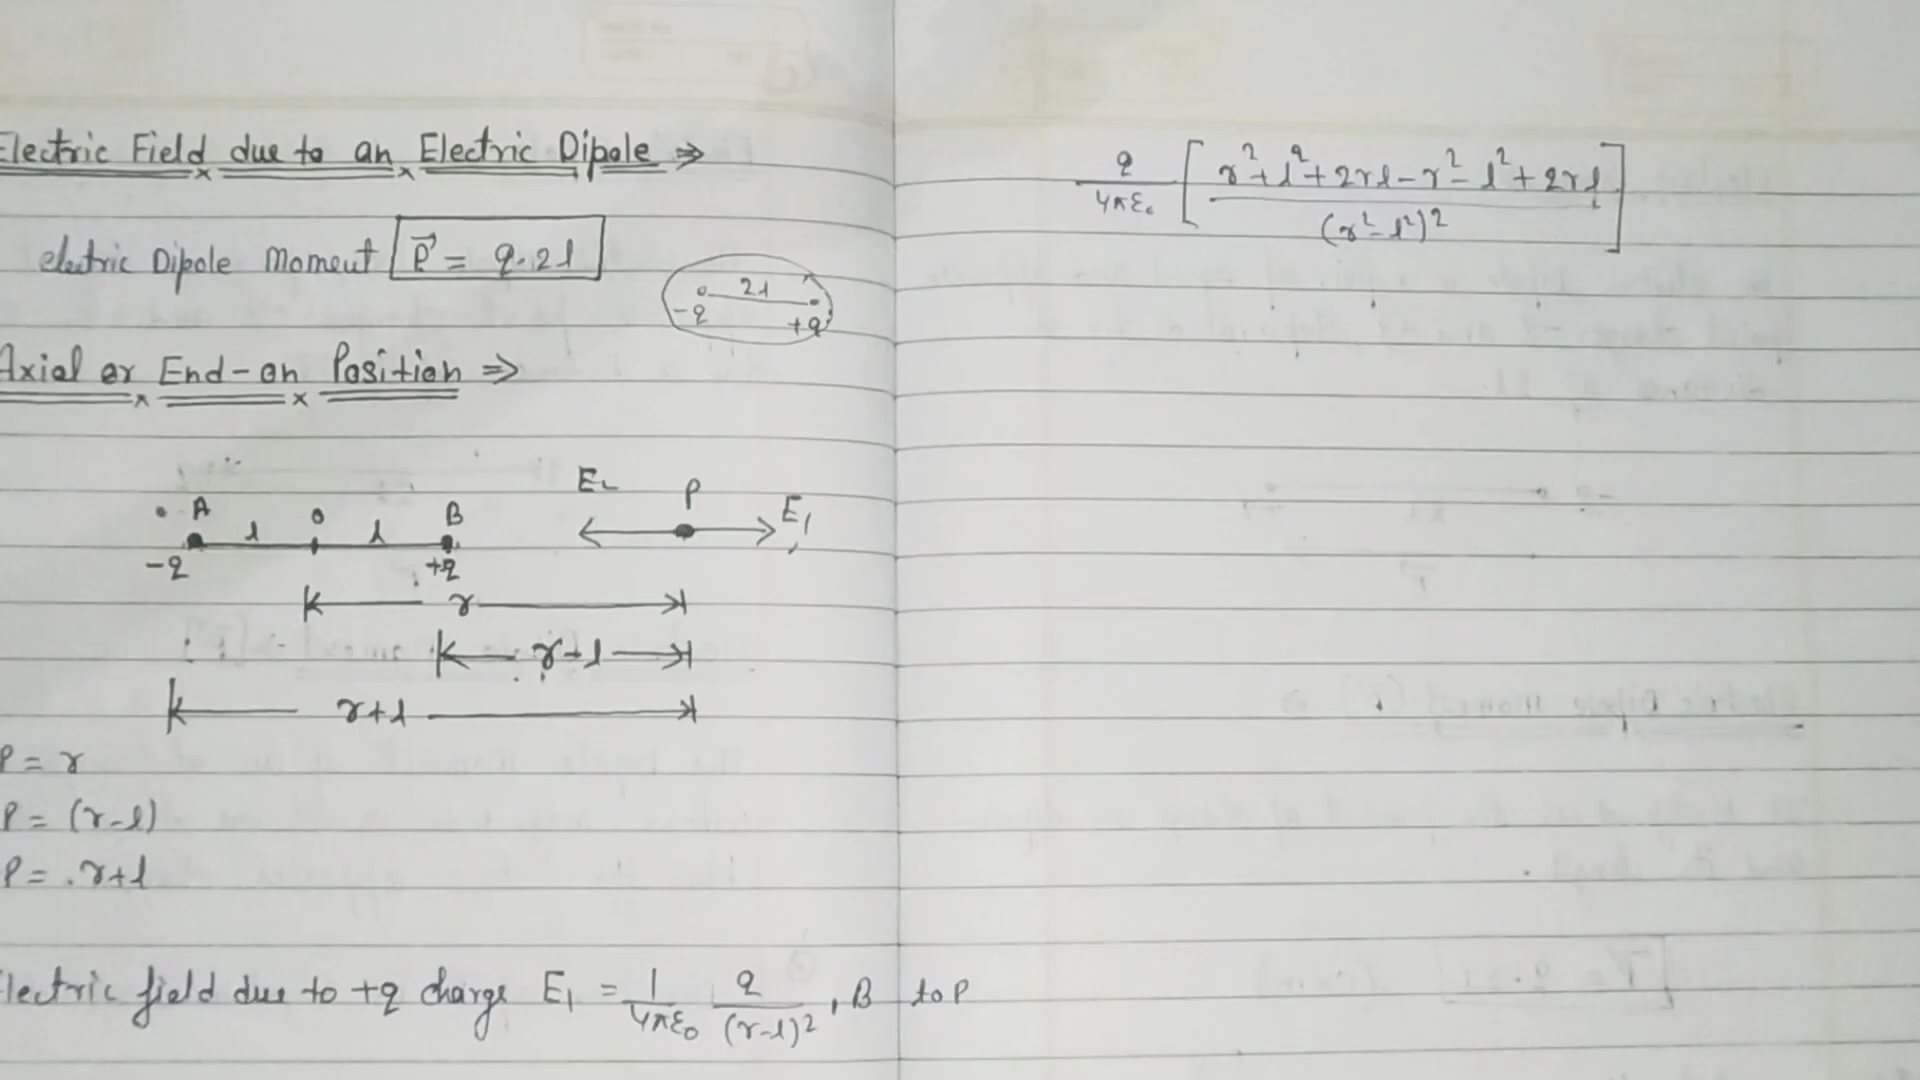 Electric Field due to an Electric Dipole ⇒
eletric Dipole Moment P⃗ = q.2l
2l
-q +q
Axial or End-on Position ⇒
E₂ P E₁
A l o l B
-q +q
r
r+l
r+l
P = r
P = (r-l)
P = r+l
Electric field due to +q charge E₁ = 1/4πε₀ q/(r-l)², B to P
q/4πε₀ [r²+l²+2rl-r²-l²+2rl/(r²-l²)²]